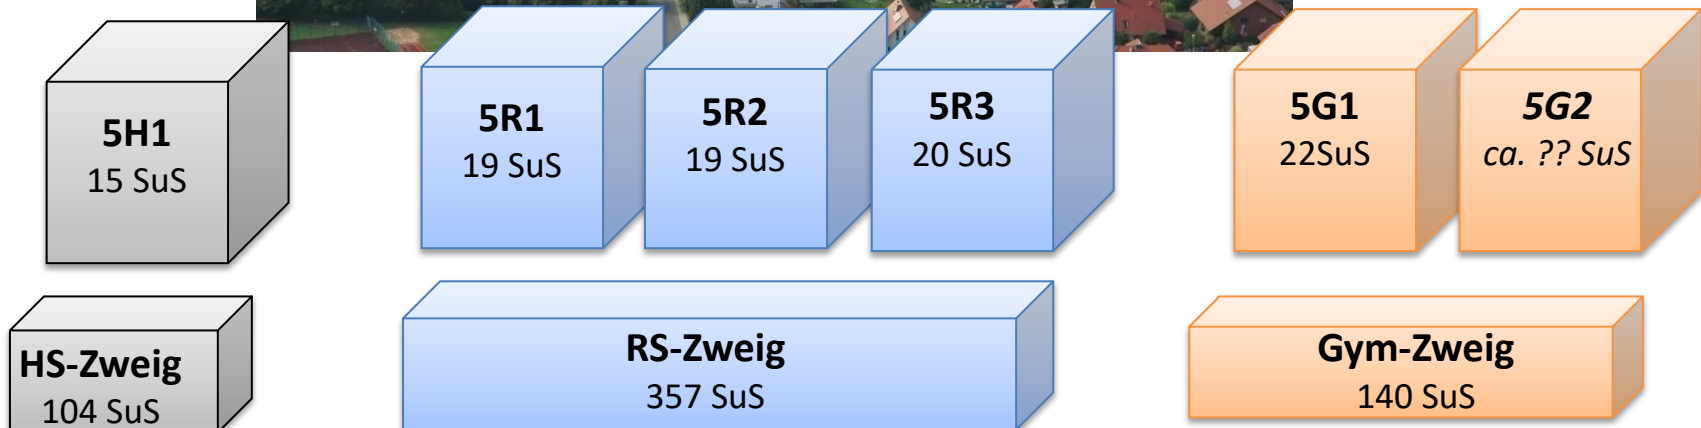 5H1
15 SuS
5R1
19 SuS
5R2
19 SuS
5R3
20 SuS
5G1
22SuS
5G2
ca. ?? SuS
HS-Zweig
104 SuS
RS-Zweig
357 SuS
Gym-Zweig
140 SuS